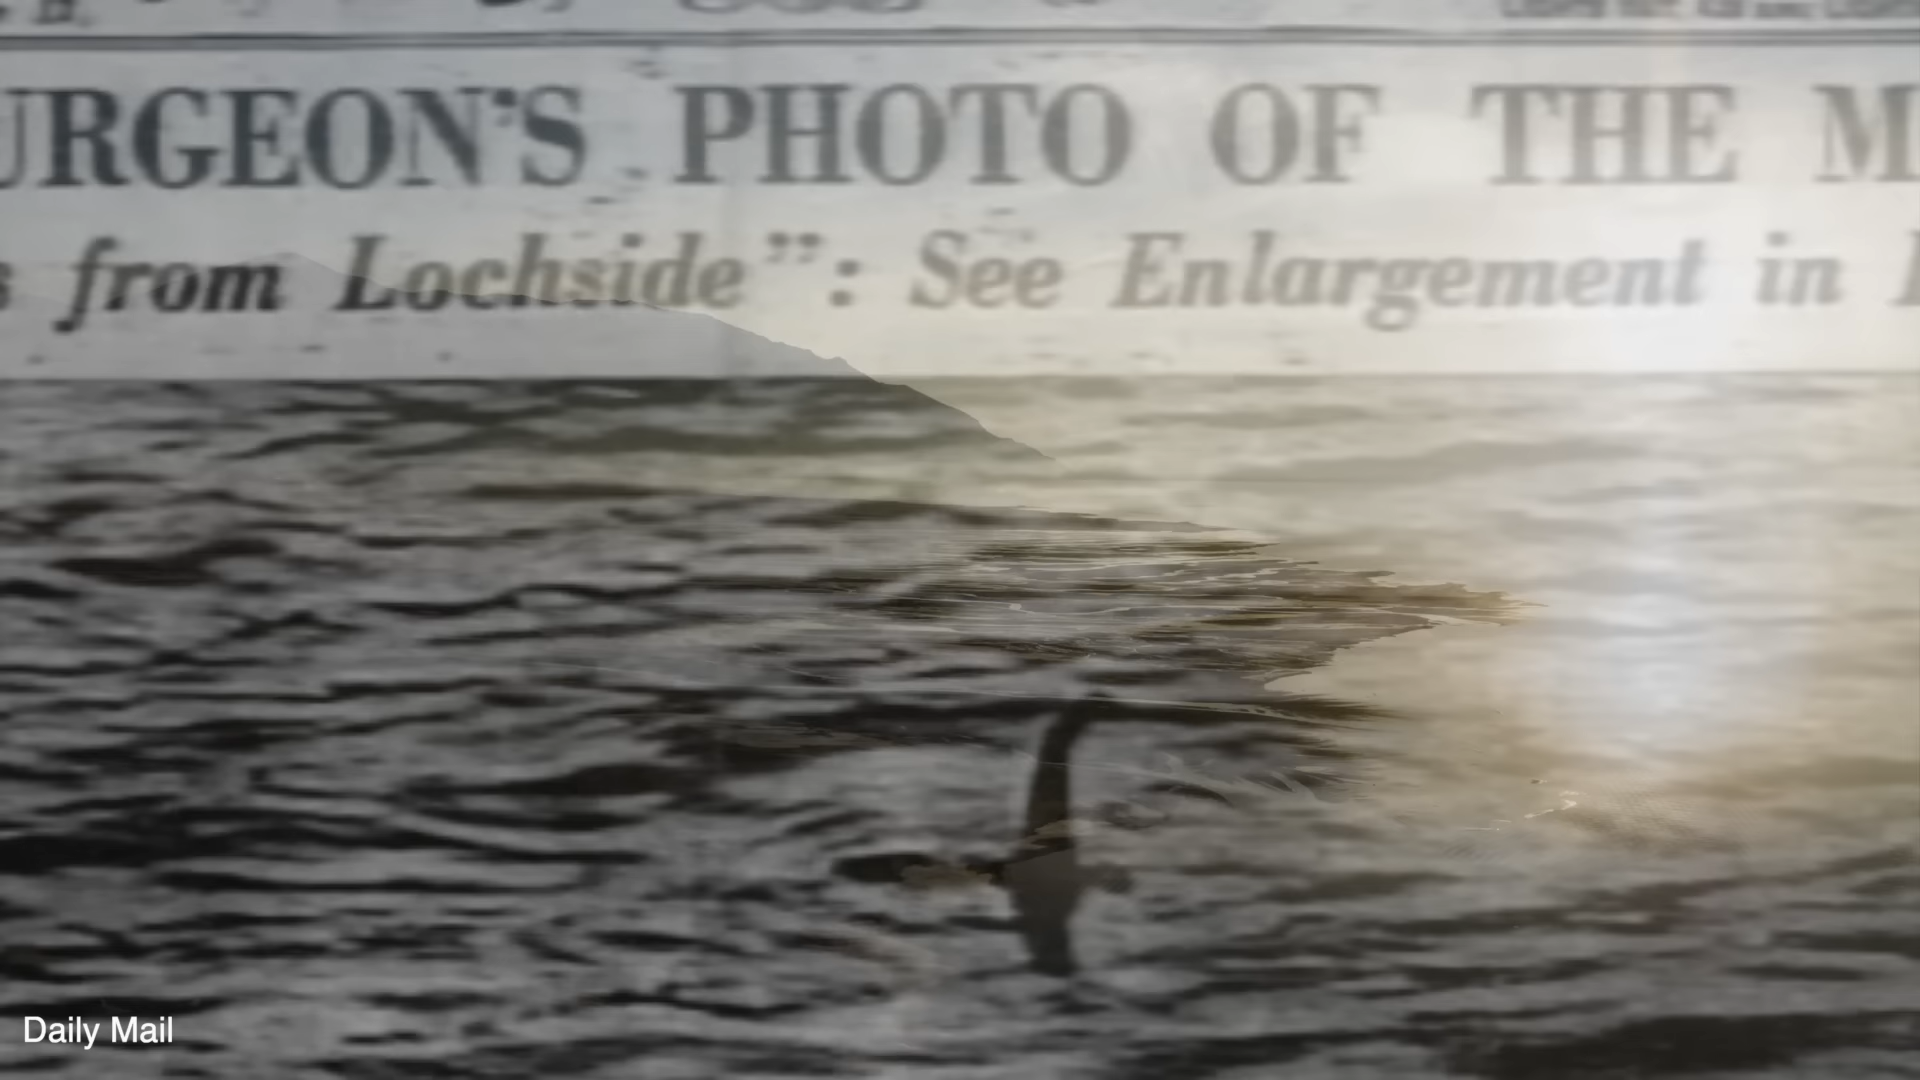 URGEON'S PHOTO OF THE M
s from Lochside": See Enlargement in
Daily Mail